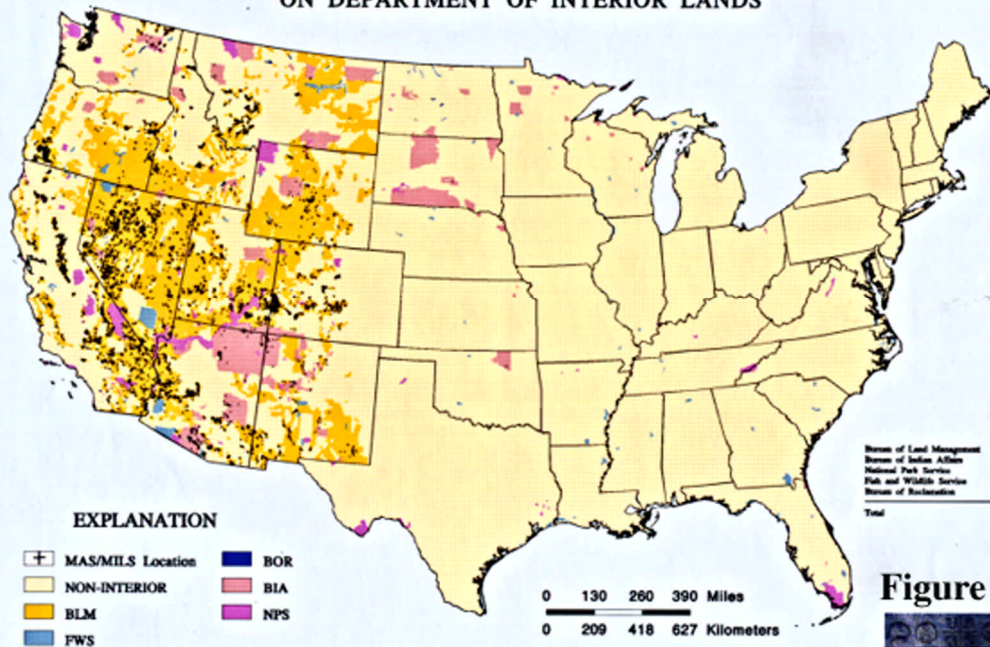 ON DEPARTMENT OF INTERIOR LANDS
Bureau of Land Management
Bureau of Indian Affairs
National Park Service
Fish and Wildlife Service
Bureau of Reclamation
Total
EXPLANATION
+ MAS/MILS Location
NON-INTERIOR
BLM
FWS
BOR
BIA
NPS
0 130 260 390 Miles
0 209 418 627 Kilometers
Figure